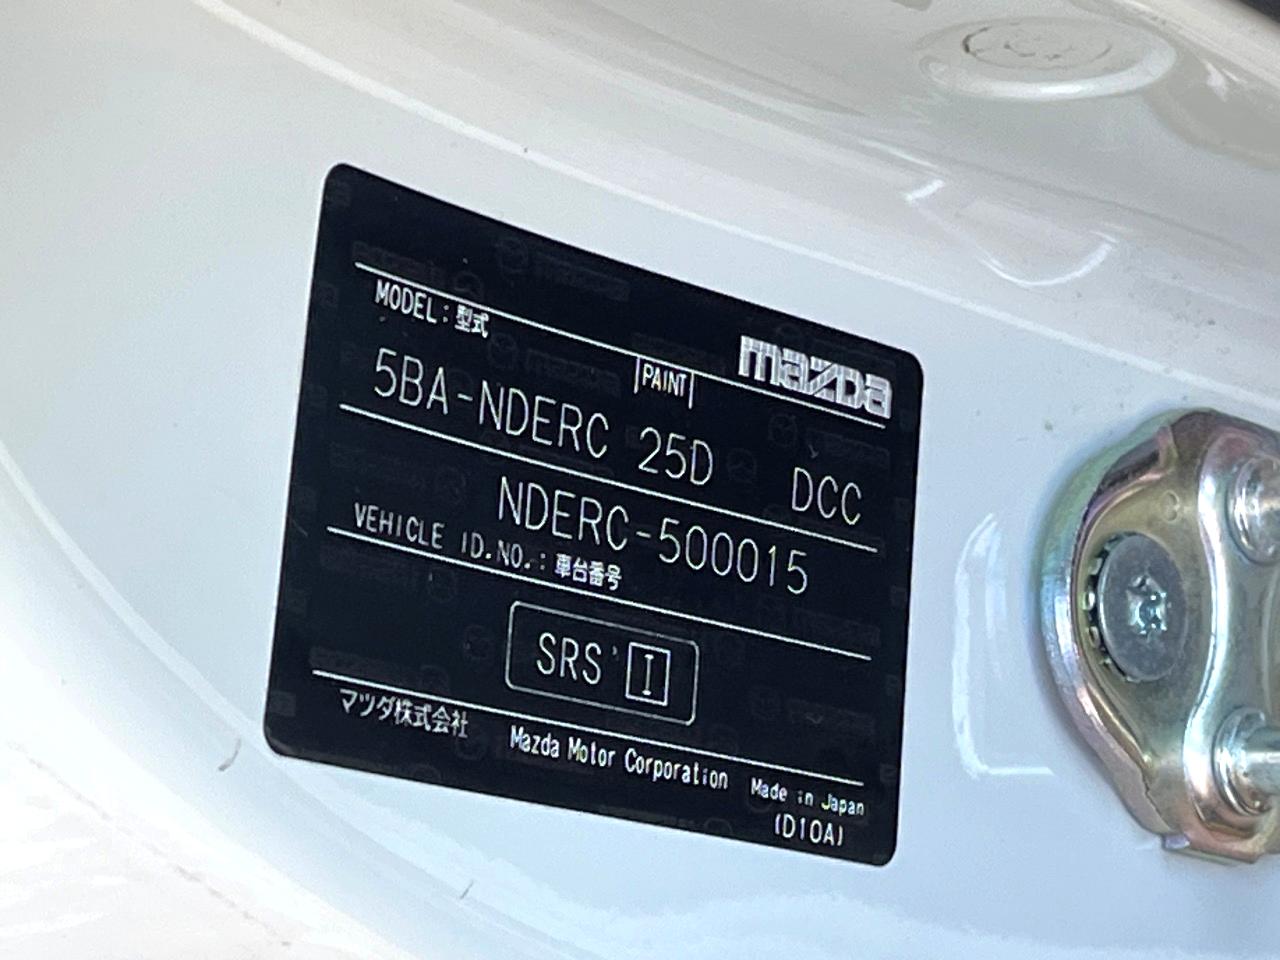 mazda
MODEL:型式
PAINT
5BA-NDERC 25D DCC
NDERC-500015
VEHICLE ID.NO.:車台番号
SRS I
マツダ株式会社 Mazda Motor Corporation Made in Japan
(D10A)